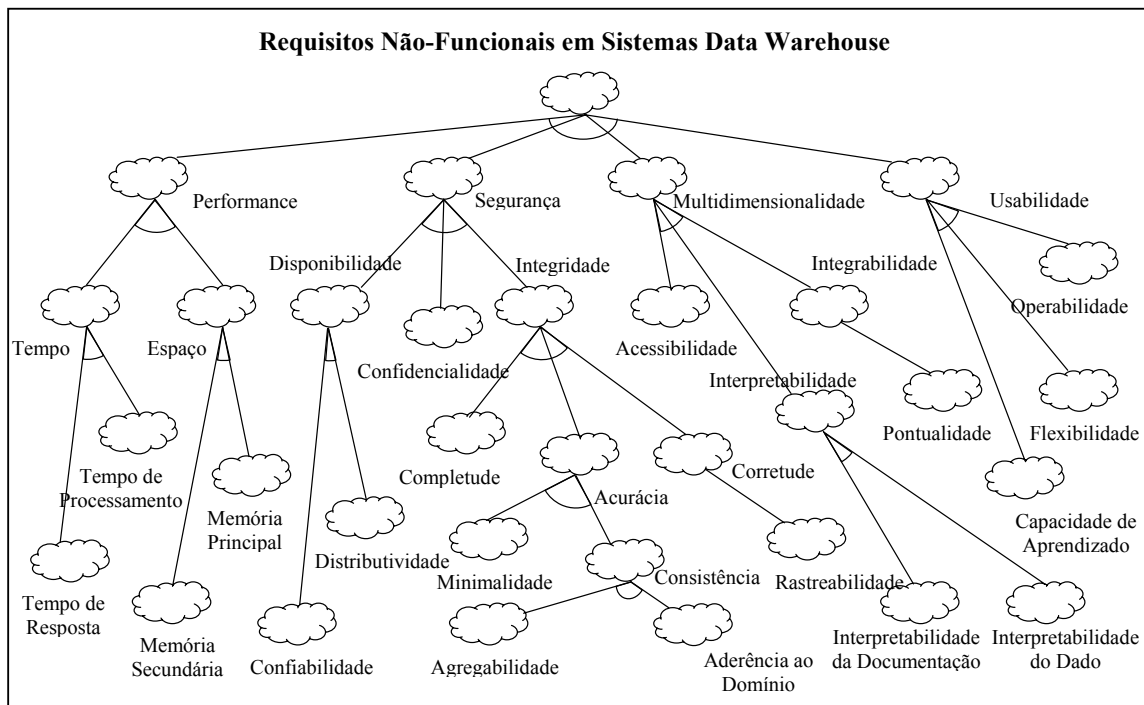 Requisitos Não-Funcionais em Sistemas Data Warehouse
Performance
Segurança
Multidimensionalidade
Usabilidade
Disponibilidade
Integridade
Integrabilidade
Operabilidade
Tempo
Espaço
Confidencialidade
Acessibilidade
Interpretabilidade
Pontualidade
Flexibilidade
Tempo de
Processamento
Memória
Principal
Completude
Acurácia
Corretude
Capacidade de
Aprendizado
Distributividade
Minimalidade
Consistência
Rastreabilidade
Tempo de
Resposta
Memória
Secundária
Confiabilidade
Agregabilidade
Aderência ao
Domínio
Interpretabilidade
da Documentação
Interpretabilidade
do Dado